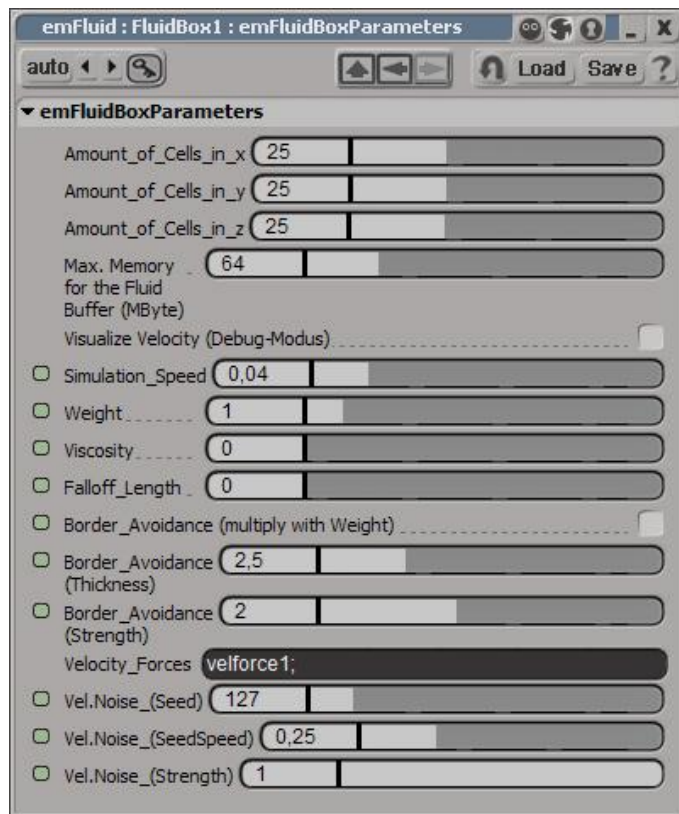 emFluid : FluidBox1 : emFluidBoxParameters
auto Load Save ?
emFluidBoxParameters
Amount_of_Cells_in_x 25
Amount_of_Cells_in_y 25
Amount_of_Cells_in_z 25
Max. Memory 64
for the Fluid
Buffer (MByte)
Visualize Velocity (Debug-Modus)
Simulation_Speed 0,04
Weight 1
Viscosity 0
Falloff_Length 0
Border_Avoidance (multiply with Weight)
Border_Avoidance 2,5
(Thickness)
Border_Avoidance 2
(Strength)
Velocity_Forces velforce1;
Vel.Noise_(Seed) 127
Vel.Noise_(SeedSpeed) 0,25
Vel.Noise_(Strength) 1